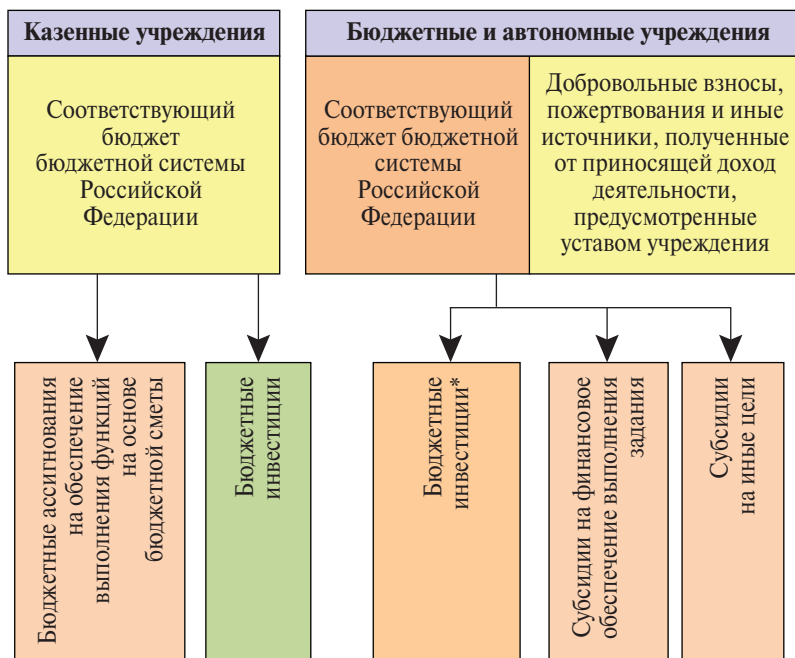 Казенные учреждения
Соответствующий
бюджет
бюджетной системы
Российской
Федерации
Бюджетные и автономные учреждения
Соответствующий
бюджет бюджетной
системы
Российской
Федерации
Добровольные взносы,
пожертвования и иные
источники, полученные
от приносящей доход
деятельности,
предусмотренные
уставом учреждения
Бюджетные ассигнования
на обеспечение
выполнения функций
на основе
бюджетной сметы
Бюджетные
инвестиции
Бюджетные
инвестиции*
Субсидии на финансовое
обеспечение выполнения
задания
Субсидии
на иные цели